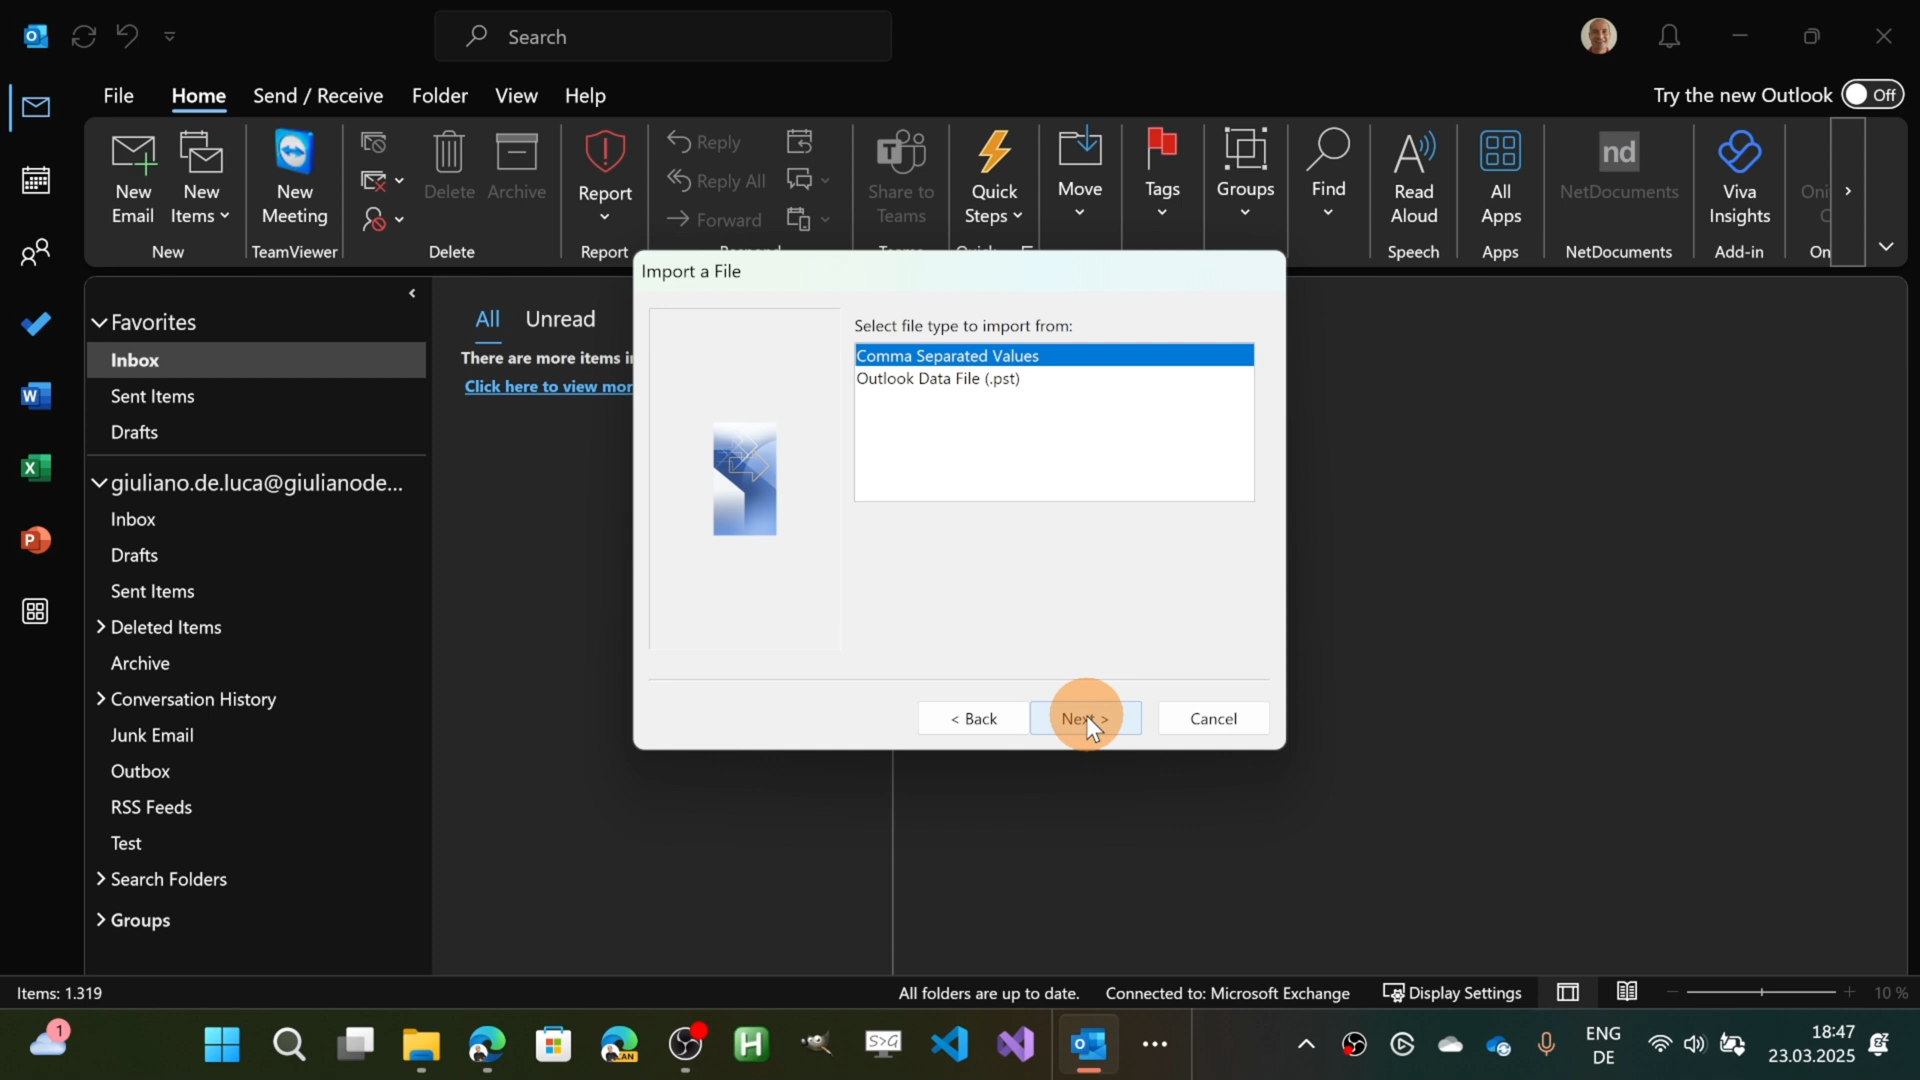 Search
File
Home
Send / Receive
Folder
View
Help
Try the new Outlook
Off
New Email
New Items
New
New Meeting
TeamViewer
Delete
Archive
Delete
Report
Report
Reply
Reply All
Forward
Share to Teams
Quick Steps
Move
Tags
Groups
Find
Read Aloud
Speech
All Apps
Apps
nd
NetDocuments
NetDocuments
Viva Insights
Add-in
Favorites
Inbox
Sent Items
Drafts
giuliano.de.luca@giulianode...
Inbox
Drafts
Sent Items
Deleted Items
Archive
Conversation History
Junk Email
Outbox
RSS Feeds
Test
Search Folders
Groups
All
Unread
There are more items
Click here to view
Import a File
Select file type to import from:
Comma Separated Values
Outlook Data File (.pst)
< Back
Next >
Cancel
Items: 1.319
All folders are up to date.
Connected to: Microsoft Exchange
Display Settings
10 %
1
S>G
ENG
DE
18:47
23.03.2025